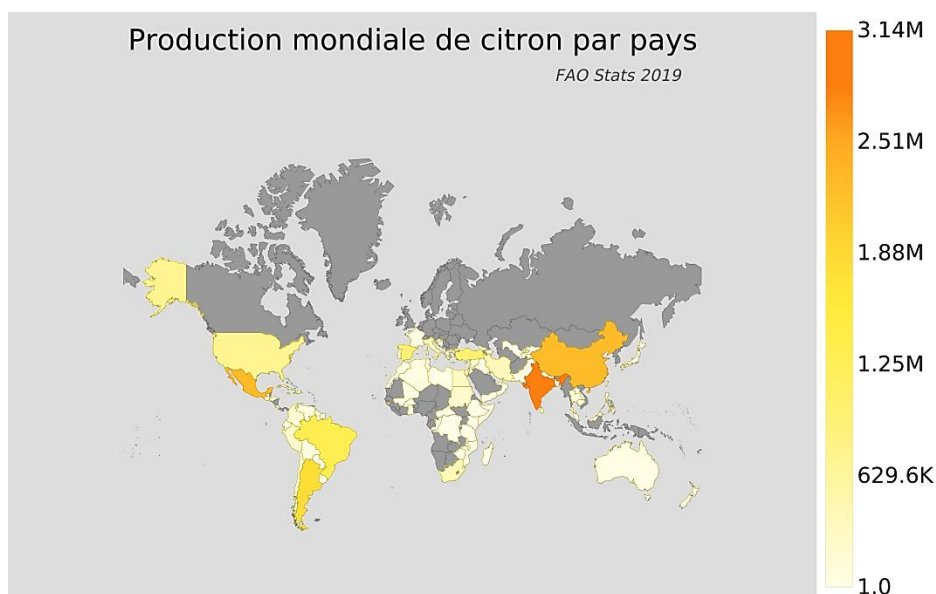 Production mondiale de citron par pays
FAO Stats 2019
3.14M
2.51M
1.88M
1.25M
629.6K
1.0